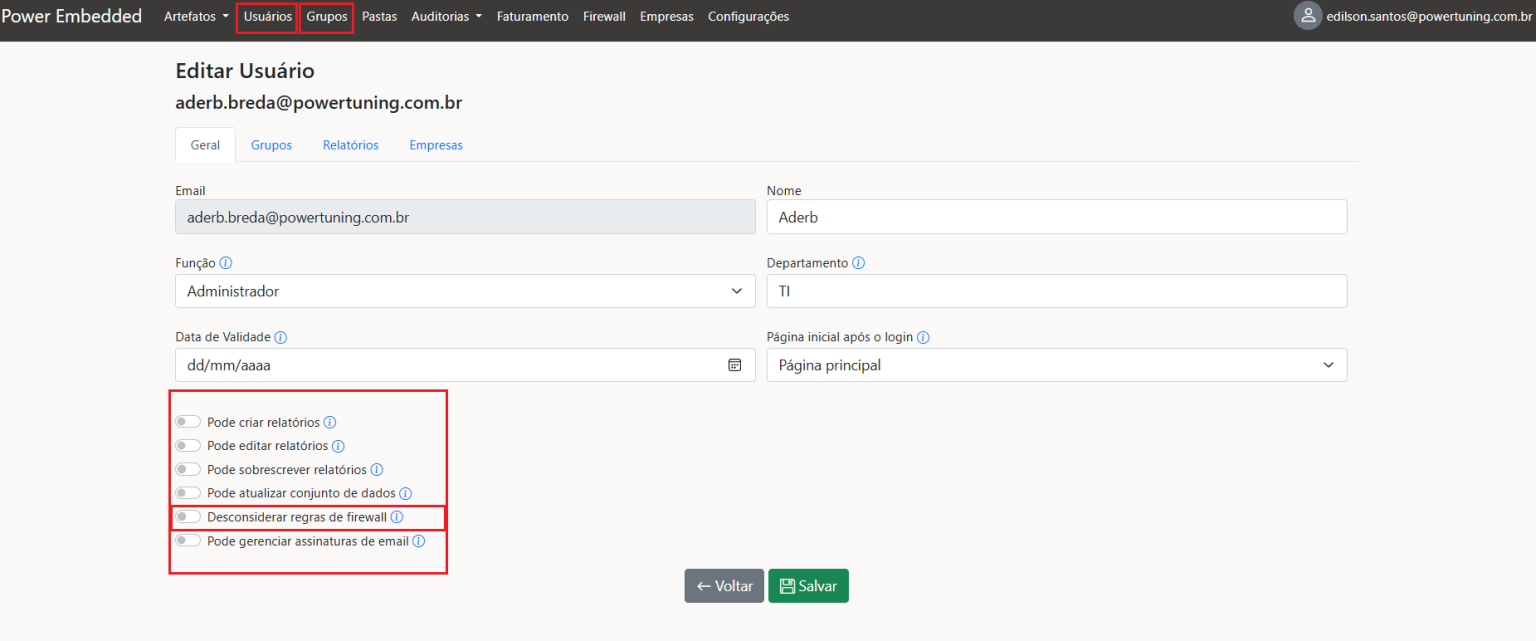 Power Embedded Artefatos Usuários Grupos Pastas Auditorias Faturamento Firewall Empresas Configurações edilson.santos@powertuning.com.br
Editar Usuário
aderb.breda@powertuning.com.br
Geral Grupos Relatórios Empresas
Email Nome
aderb.breda@powertuning.com.br Aderb
Função Departamento
Administrador TI
Data de Validade Página inicial após o login
dd/mm/aaaa Página principal
Pode criar relatórios
Pode editar relatórios
Pode sobrescrever relatórios
Pode atualizar conjunto de dados
Desconsiderar regras de firewall
Pode gerenciar assinaturas de email
Voltar Salvar